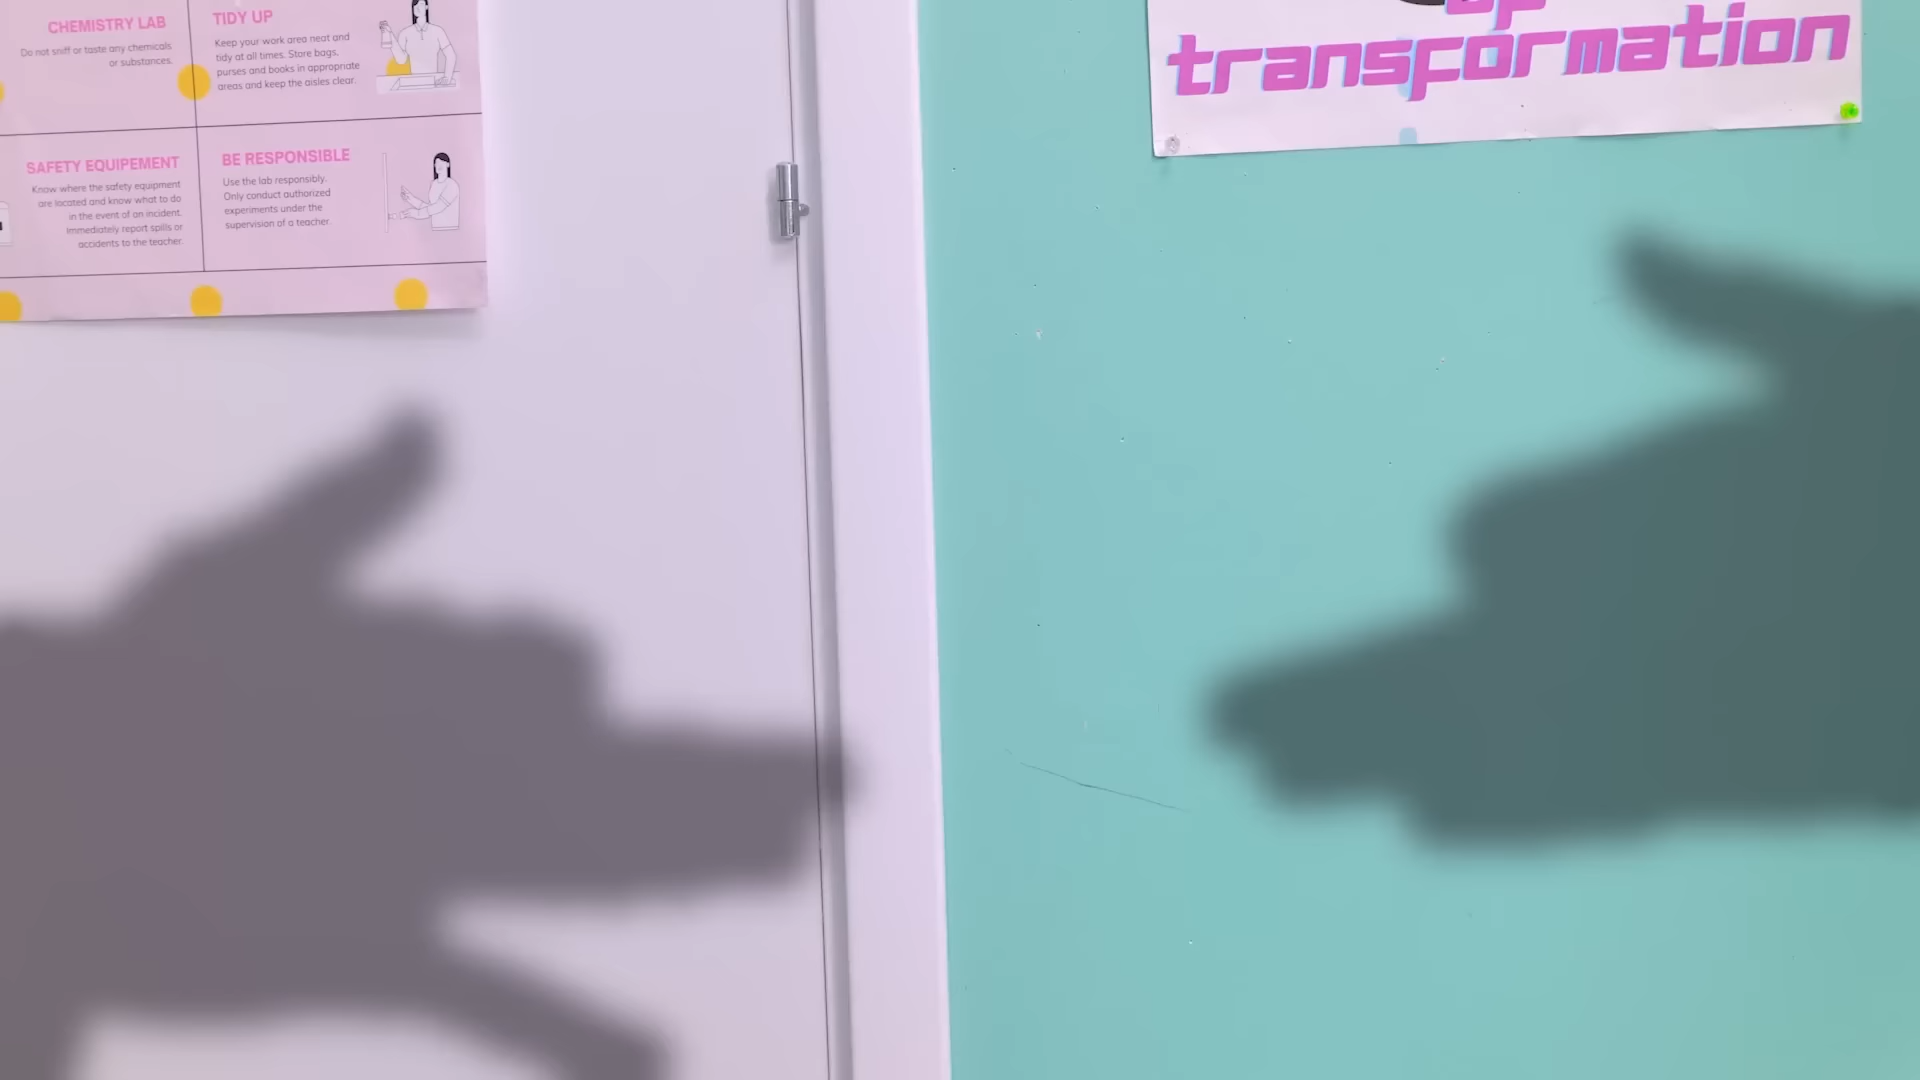 CHEMISTRY LAB
Do not sniff or taste any chemicals
or substances.
TIDY UP
Keep your work area neat and
tidy at all times. Store bags,
purses and books in appropriate
areas and keep the aisles clear.
SAFETY EQUIPEMENT
Know where the safety equipment
are located and know what to do
in the event of an incident.
Immediately report spills or
accidents to the teacher.
BE RESPONSIBLE
Use the lab responsibly.
Only conduct authorized
experiments under the
supervision of a teacher.
transformation